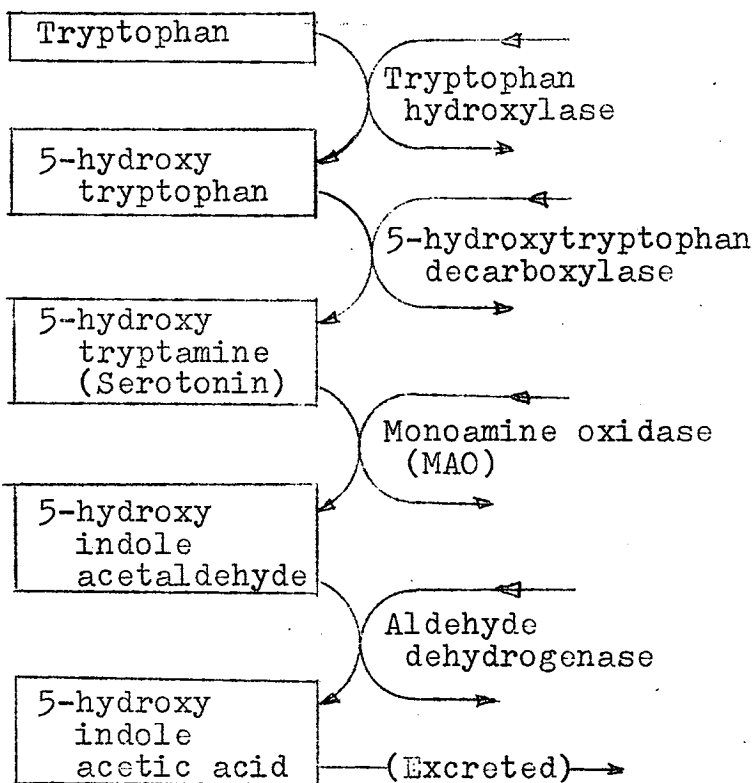 Tryptophan
Tryptophan
hydroxylase
5-hydroxy
tryptophan
5-hydroxytryptophan
decarboxylase
5-hydroxy
tryptamine
(Serotonin)
Monoamine oxidase
(MAO)
5-hydroxy
indole
acetaldehyde
Aldehyde
dehydrogenase
5-hydroxy
indole
acetic acid (Excreted)